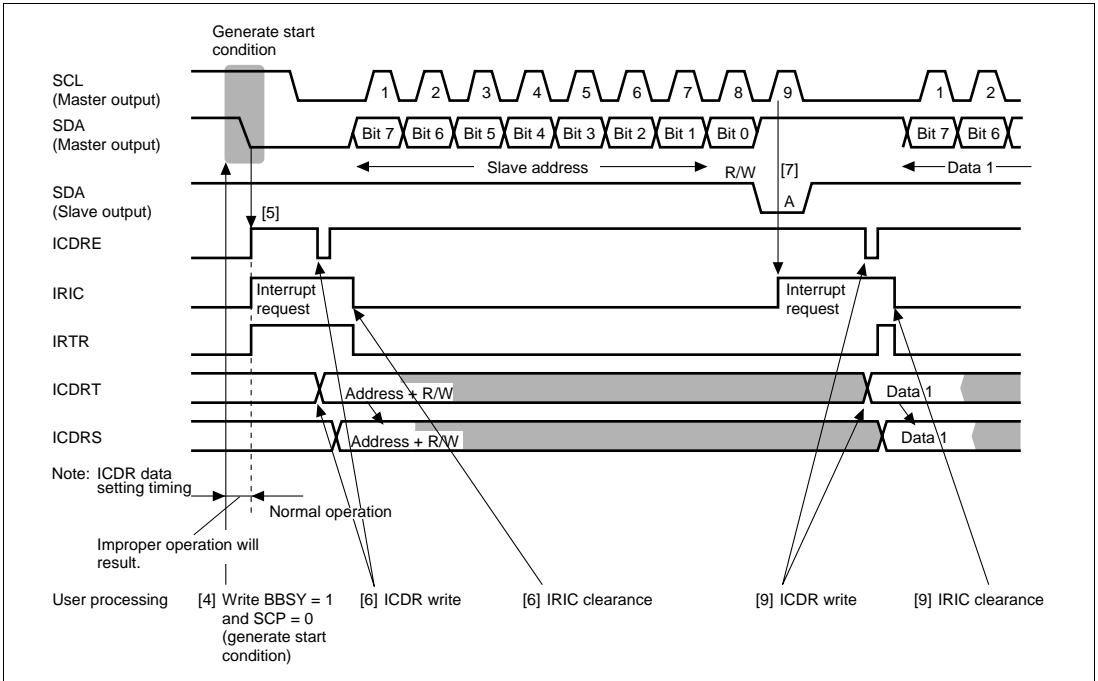 Generate start
condition
SCL
(Master output)
1 2 3 4 5 6 7 8 9 1 2
SDA
(Master output)
Bit 7 Bit 6 Bit 5 Bit 4 Bit 3 Bit 2 Bit 1 Bit 0 Bit 7 Bit 6
Slave address R/W [7] Data 1
SDA
(Slave output)
A
[5]
ICDRE
IRIC
Interrupt
request
Interrupt
request
IRTR
ICDRT
Address + R/W
Data 1
ICDRS
Address + R/W
Data 1
Note: ICDR data
setting timing
Normal operation
Improper operation will
result.
User processing
[4] Write BBSY = 1
and SCP = 0
(generate start
condition)
[6] ICDR write
[6] IRIC clearance
[9] ICDR write
[9] IRIC clearance